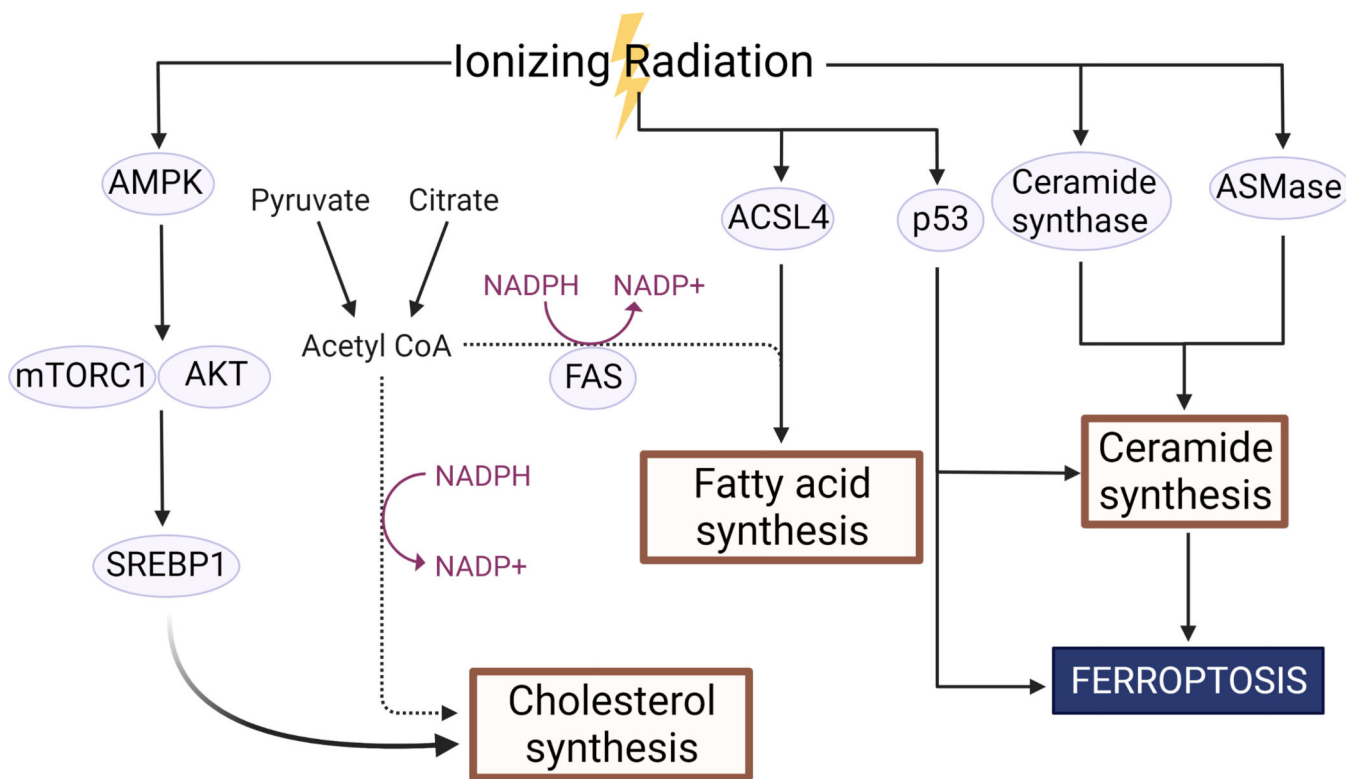 Ionizing Radiation
AMPK
Pyruvate
Citrate
ACSL4
p53
Ceramide
synthase
ASMase
NADPH
NADP+
Acetyl CoA
FAS
mTORC1
AKT
NADPH
NADP+
Fatty acid
synthesis
Ceramide
synthesis
SREBP1
Cholesterol
synthesis
FERROPTOSIS